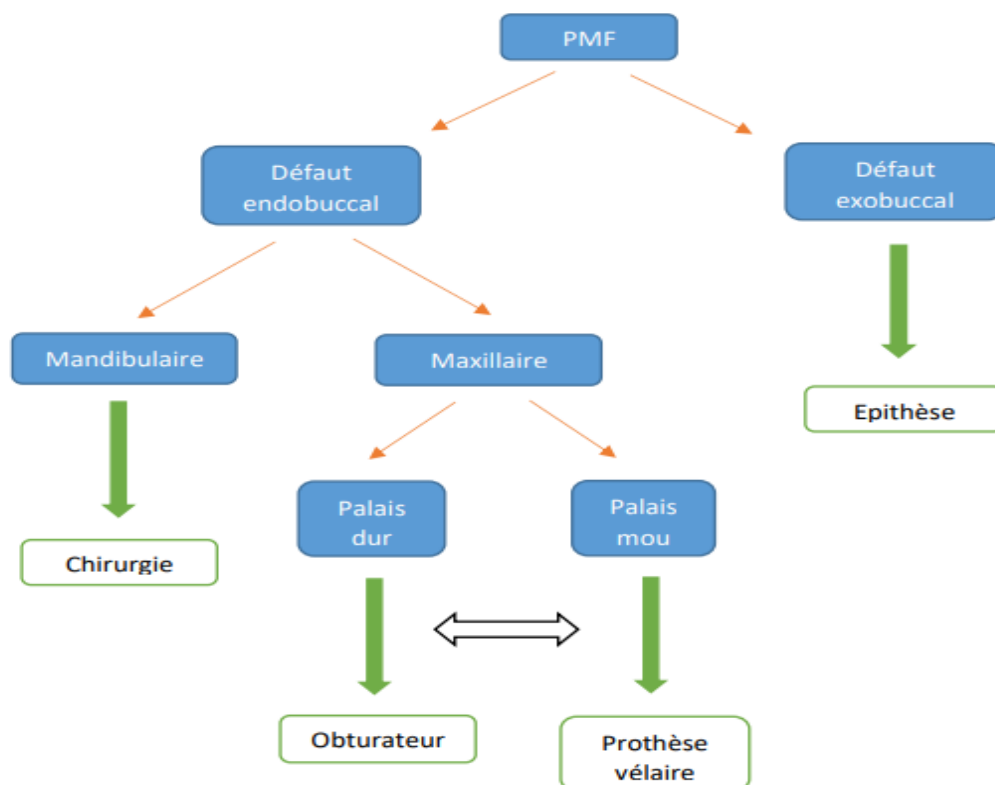 PMF
Défaut
endobuccal
Défaut
exobuccal
Mandibulaire
Maxillaire
Epithèse
Palais
dur
Palais
mou
Chirurgie
Obturateur
Prothèse
vélaire